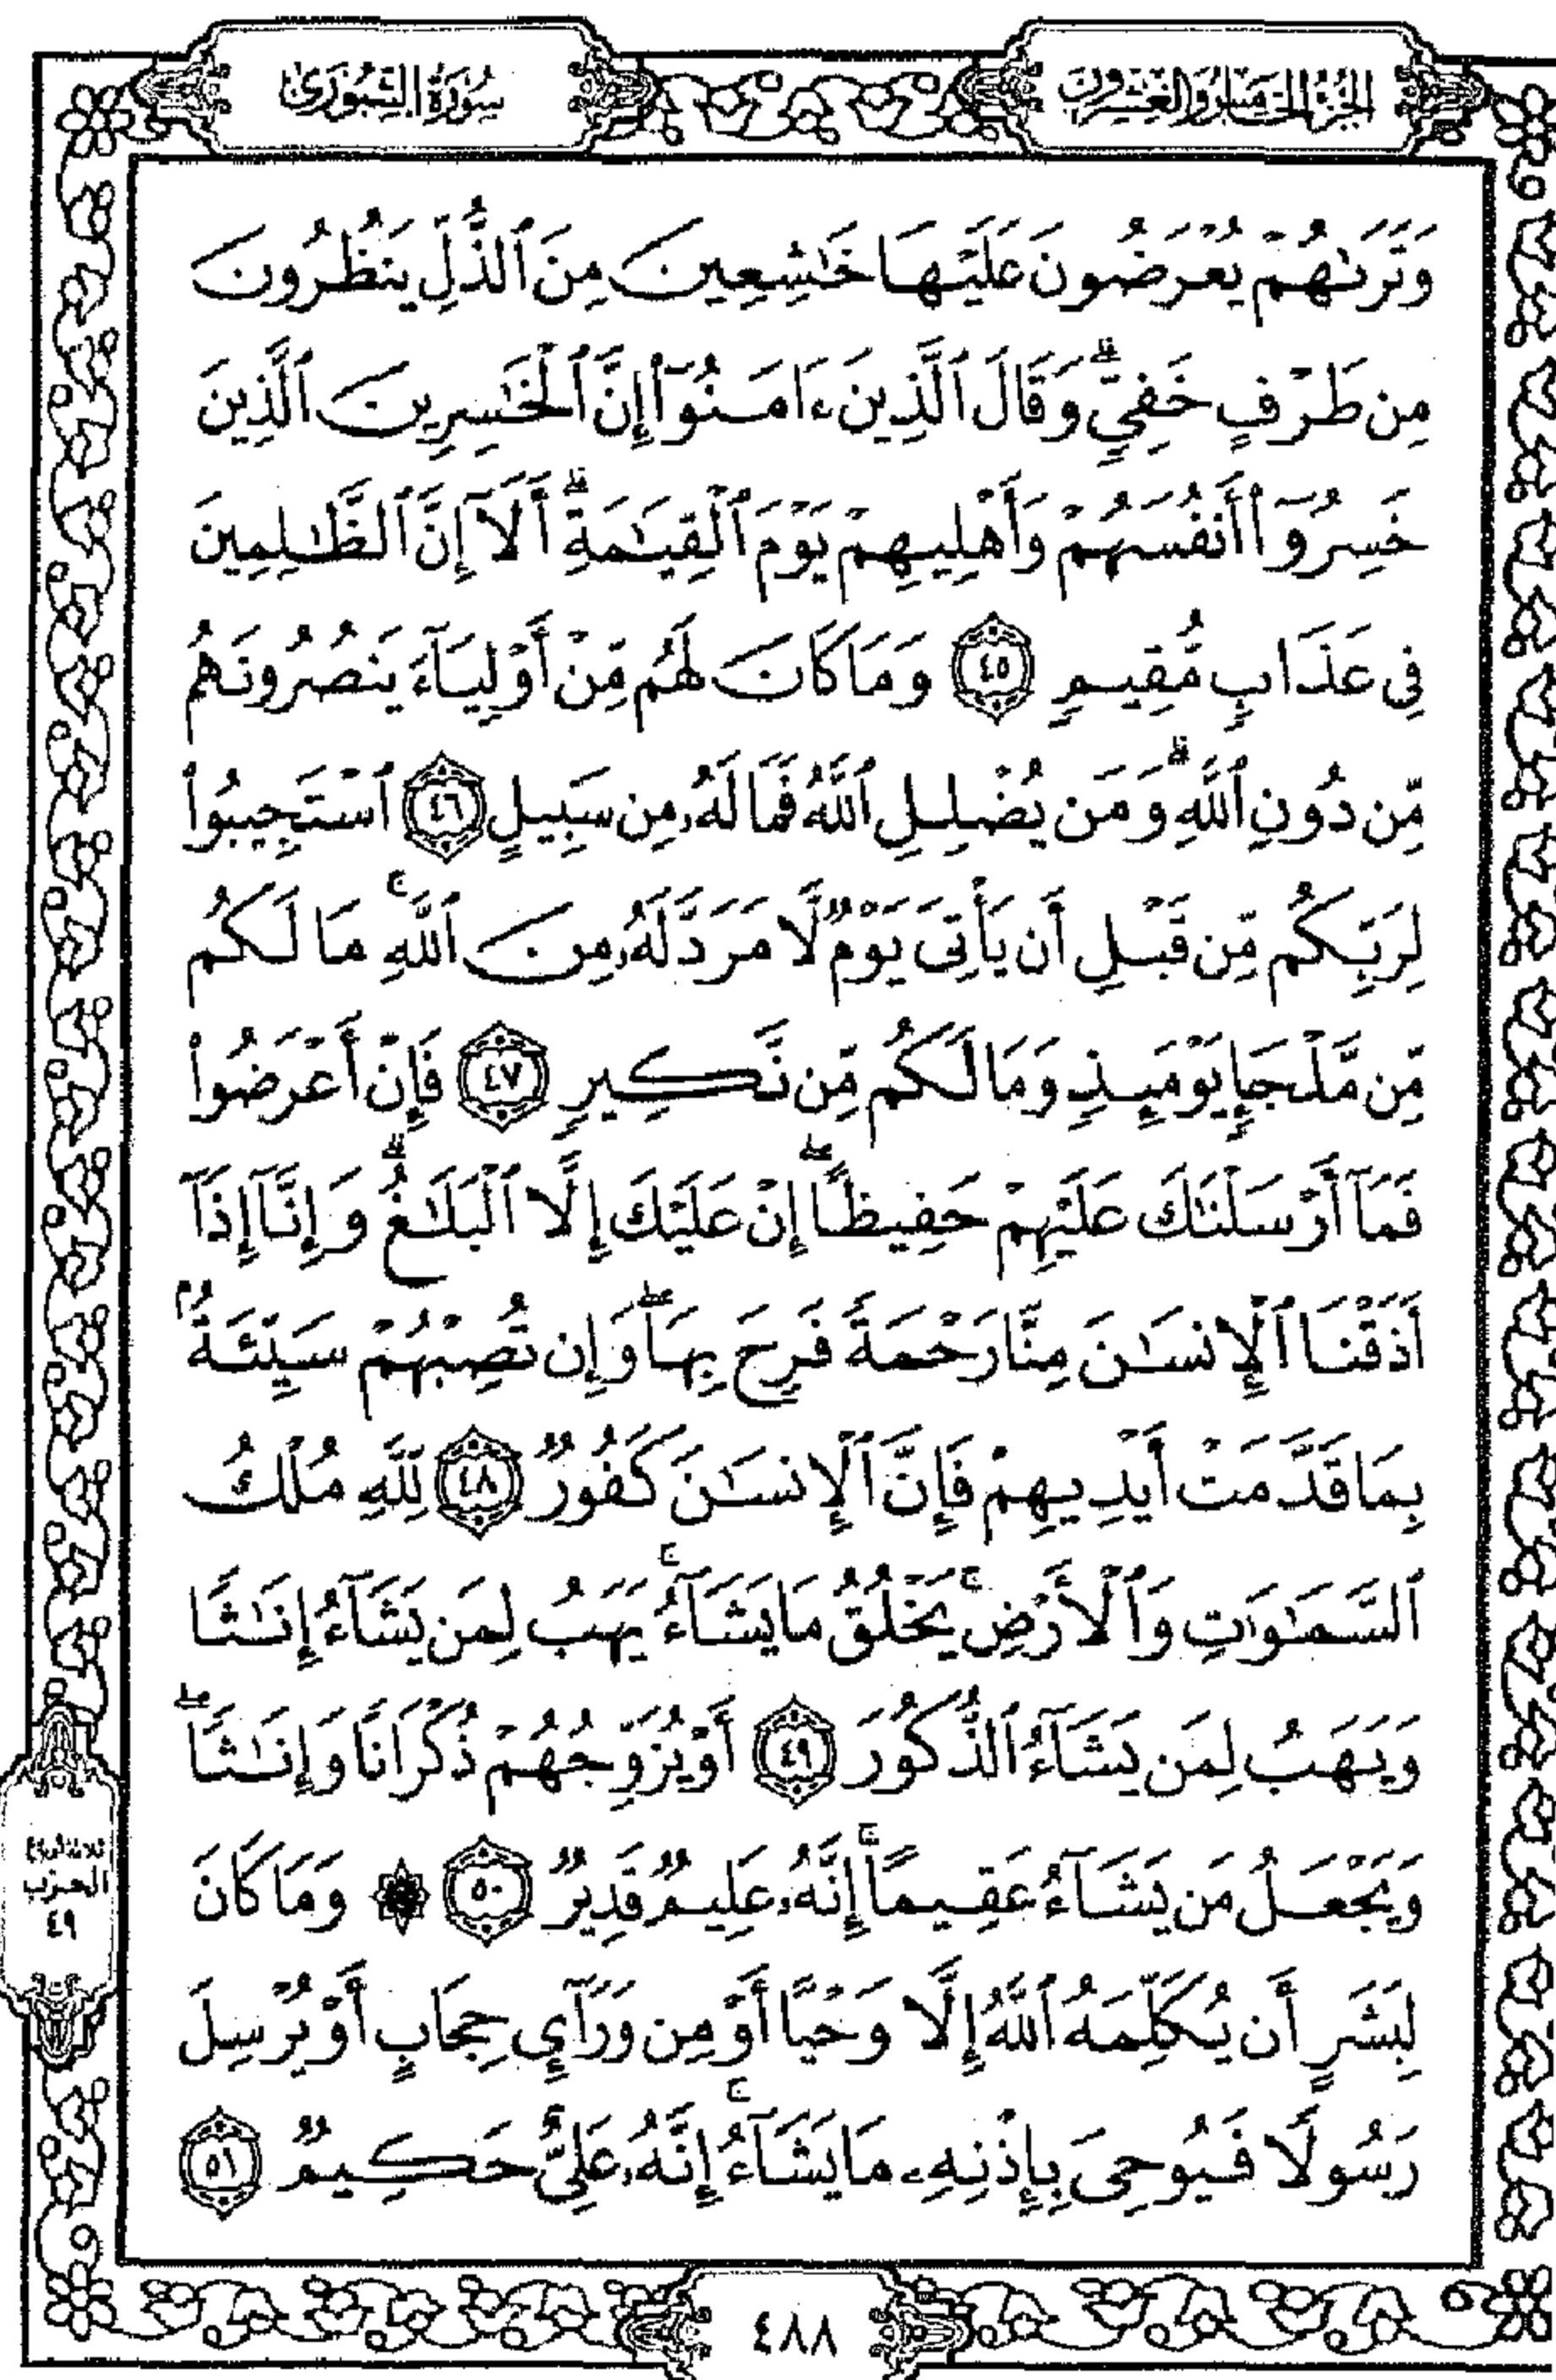 الجزء الخامس والعشرون
سورة الشورى
وَتَرَىٰهُمْ يُعْرَضُونَ عَلَيْهَا خَٰشِعِينَ مِنَ ٱلذُّلِّ يَنظُرُونَ
مِن طَرْفٍ خَفِيٍّۗ وَقَالَ ٱلَّذِينَ ءَامَنُوٓا۟ إِنَّ ٱلْخَٰسِرِينَ ٱلَّذِينَ
خَسِرُوٓا۟ أَنفُسَهُمْ وَأَهْلِيهِمْ يَوْمَ ٱلْقِيَٰمَةِۗ أَلَآ إِنَّ ٱلظَّٰلِمِينَ
فِى عَذَابٍ مُّقِيمٍ ٤٥ وَمَا كَانَ لَهُم مِّنْ أَوْلِيَآءَ يَنصُرُونَهُم
مِّن دُونِ ٱللَّهِۗ وَمَن يُضْلِلِ ٱللَّهُ فَمَا لَهُۥ مِن سَبِيلٍ ٤٦ ٱسْتَجِيبُوا۟
لِرَبِّكُم مِّن قَبْلِ أَن يَأْتِىَ يَوْمٌ لَّا مَرَدَّ لَهُۥ مِنَ ٱللَّهِۚ مَا لَكُم
مِّن مَّلْجَإٍ يَوْمَئِذٍ وَمَا لَكُم مِّن نَّكِيرٍ ٤٧ فَإِنْ أَعْرَضُوا۟
فَمَآ أَرْسَلْنَٰكَ عَلَيْهِمْ حَفِيظًاۖ إِنْ عَلَيْكَ إِلَّا ٱلْبَلَٰغُۗ وَإِنَّآ إِذَآ
أَذَقْنَا ٱلْإِنسَٰنَ مِنَّا رَحْمَةً فَرِحَ بِهَاۖ وَإِن تُصِبْهُمْ سَيِّئَةٌۢ
بِمَا قَدَّمَتْ أَيْدِيهِمْ فَإِنَّ ٱلْإِنسَٰنَ كَفُورٌ ٤٨ لِّلَّهِ مُلْكُ
ٱلسَّمَٰوَٰتِ وَٱلْأَرْضِۚ يَخْلُقُ مَا يَشَآءُۚ يَهَبُ لِمَن يَشَآءُ إِنَٰثًا
وَيَهَبُ لِمَن يَشَآءُ ٱلذُّكُورَ ٤٩ أَوْ يُزَوِّجُهُمْ ذُكْرَانًا وَإِنَٰثًاۖ
وَيَجْعَلُ مَن يَشَآءُ عَقِيمًاۚ إِنَّهُۥ عَلِيمٌ قَدِيرٌ ٥٠ ۞ وَمَا كَانَ
لِبَشَرٍ أَن يُكَلِّمَهُ ٱللَّهُ إِلَّا وَحْيًا أَوْ مِن وَرَآئِ حِجَابٍ أَوْ يُرْسِلَ
رَسُولًا فَيُوحِىَ بِإِذْنِهِۦ مَا يَشَآءُۚ إِنَّهُۥ عَلِىٌّ حَكِيمٌ ٥١
ثلاثة أرباع
الحزب
٤٩
٤٨٨